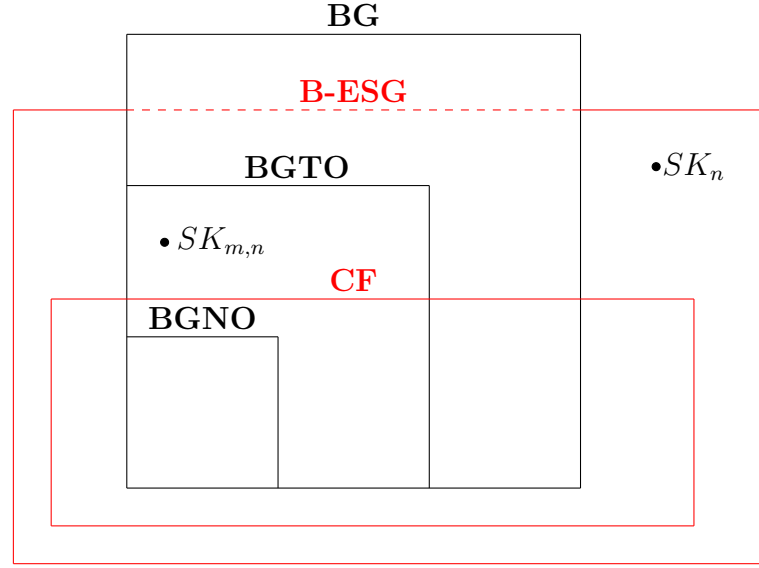 BG
B-ESG
BGTO
SK_n
SK_{m,n}
CF
BGNO